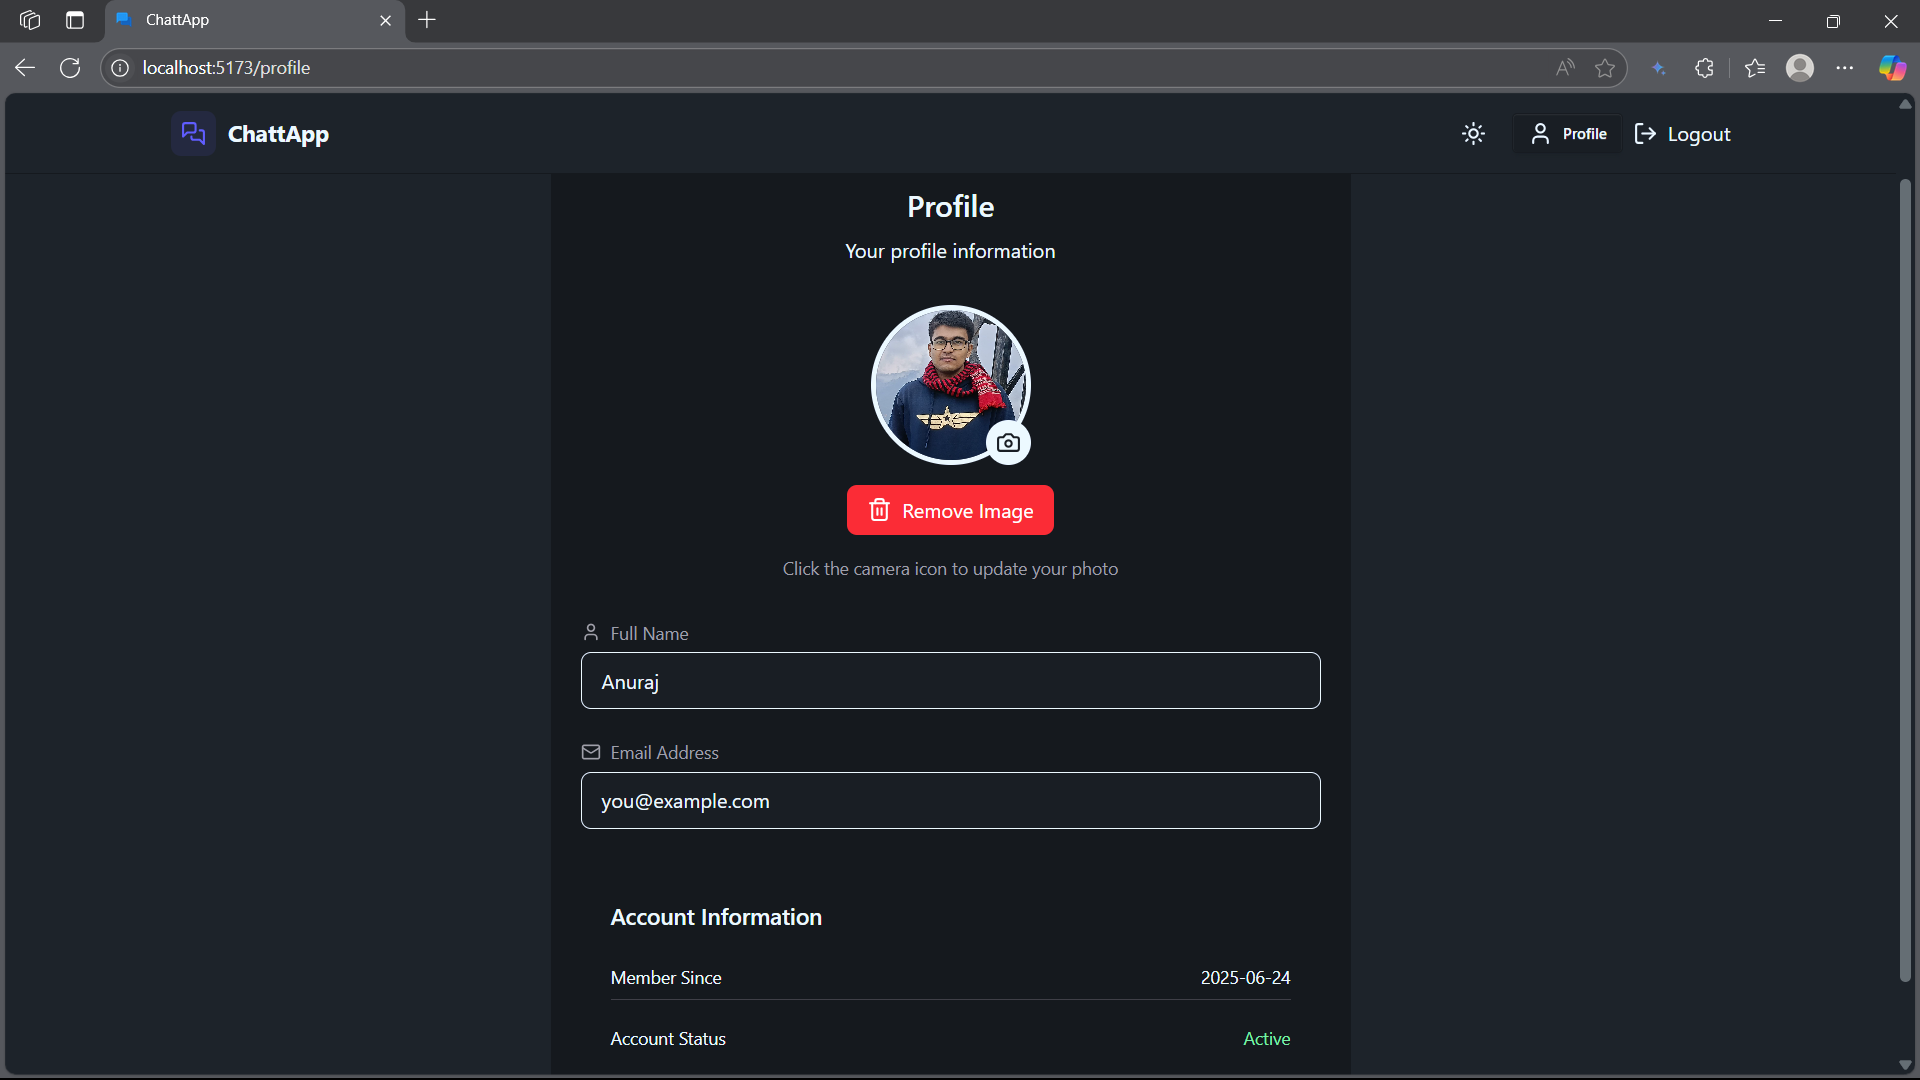 ChattApp
localhost:5173/profile
ChattApp
Profile
Logout
Profile
Your profile information
Remove Image
Click the camera icon to update your photo
Full Name
Anuraj
Email Address
you@example.com
Account Information
Member Since 2025-06-24
Account Status Active